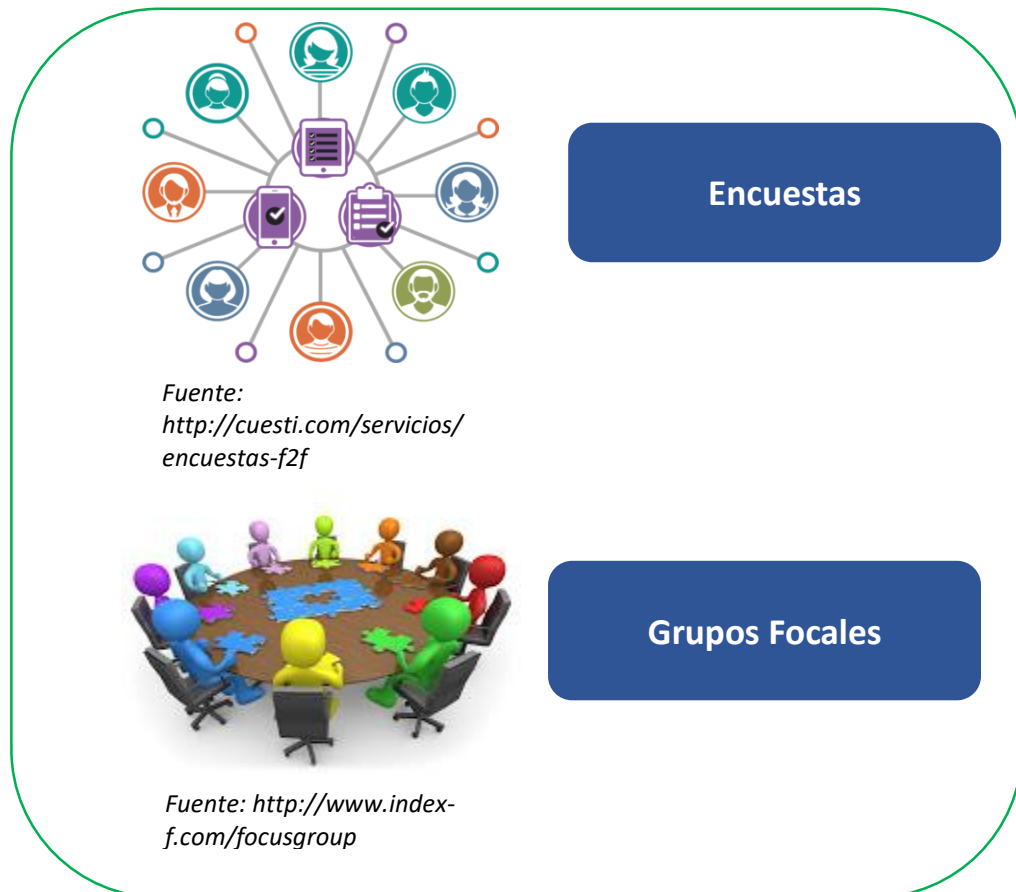 Encuestas
Fuente:
http://cuesti.com/servicios/
encuestas-f2f
Grupos Focales
Fuente: http://www.index-
f.com/focusgroup